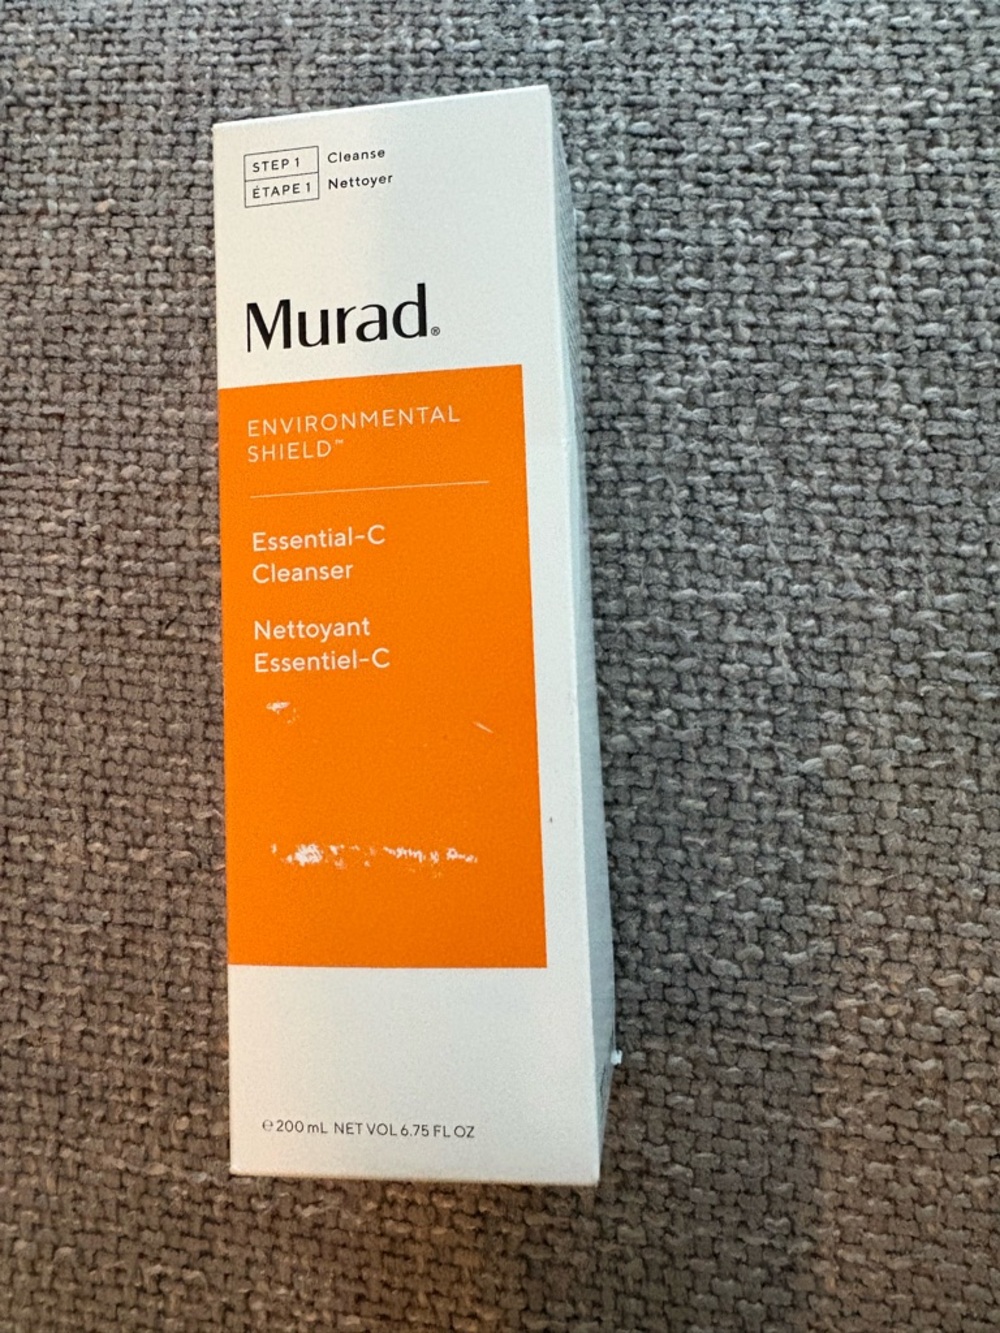 STEP 1 Cleanse
ÉTAPE 1 Nettoyer
Murad®
ENVIRONMENTAL
SHIELD™
Essential-C
Cleanser
Nettoyant
Essentiel-C
℮ 200 mL NET VOL 6.75 FL OZ